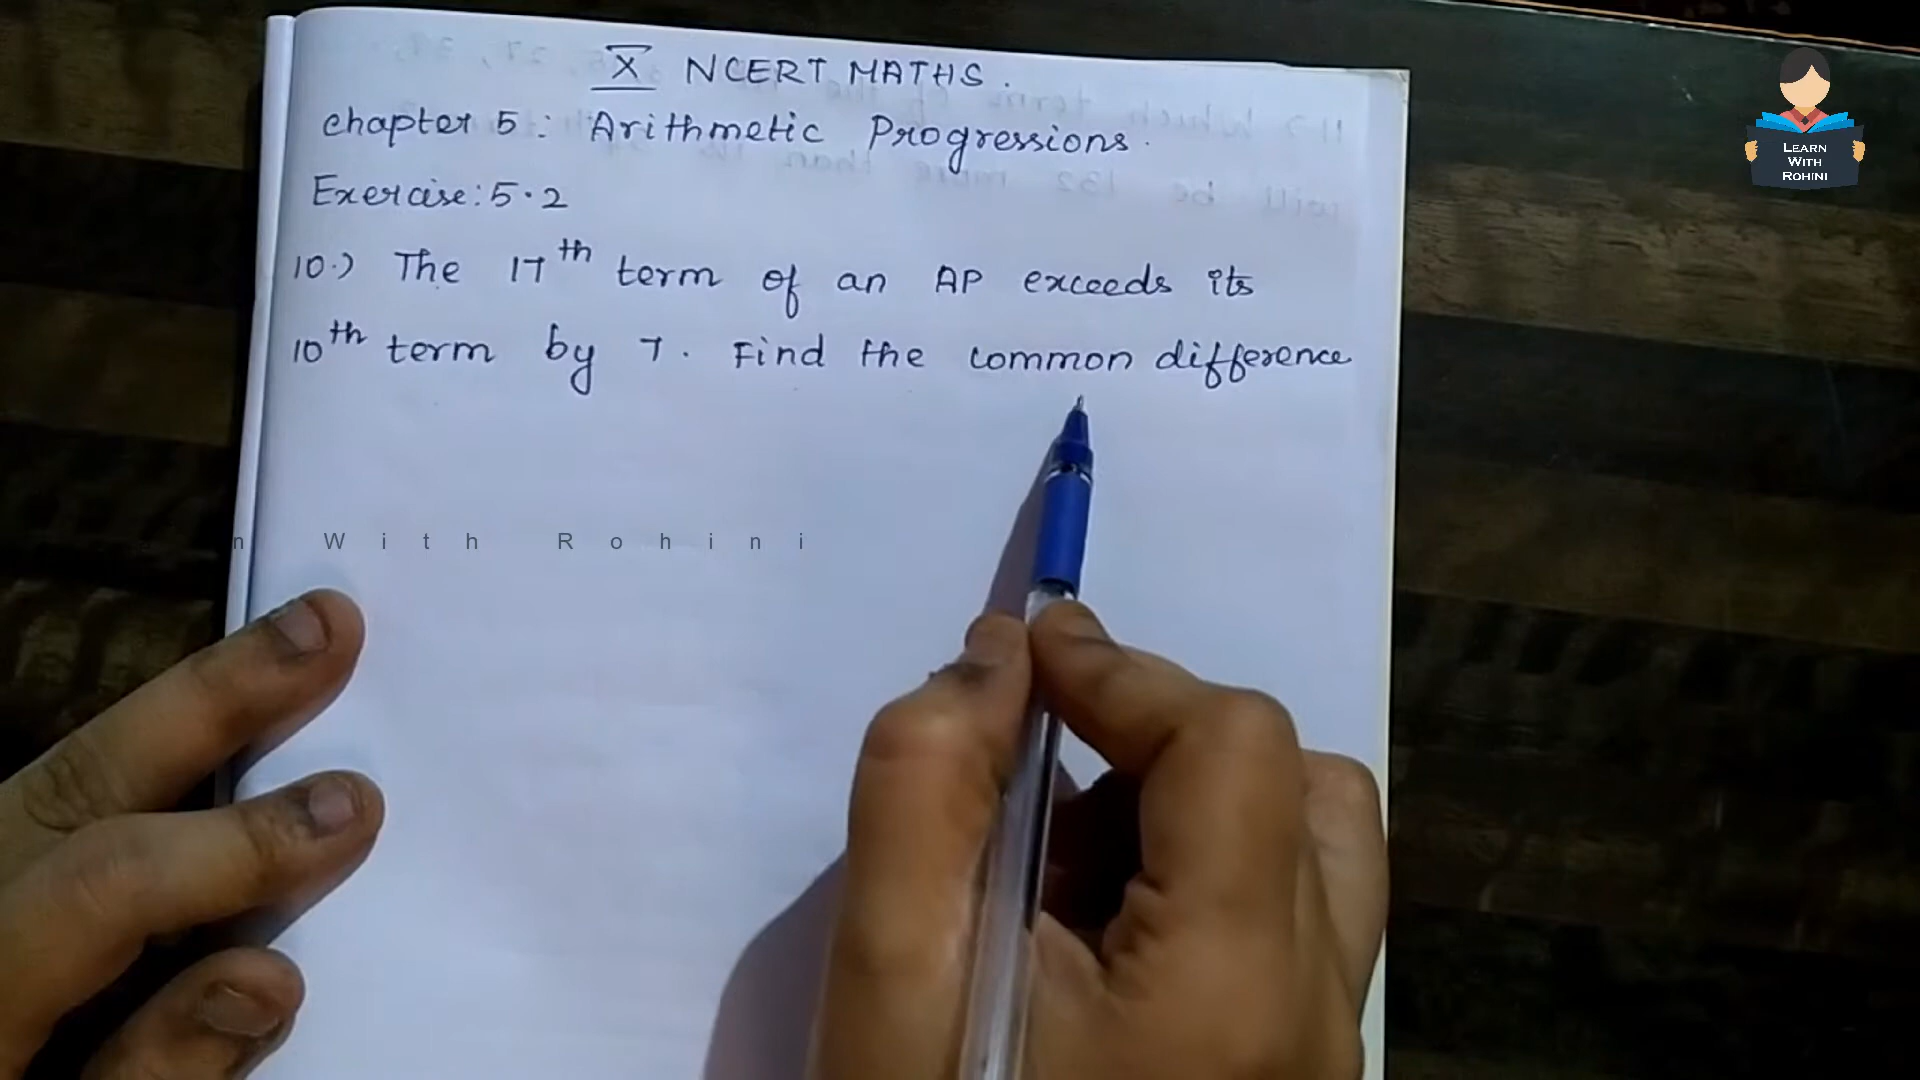 X NCERT MATHS.
Chapter 5: Arithmetic Progressions.
Exercise: 5.2
10.) The 17th term of an AP exceeds its
10th term by 7. Find the common difference
n With Rohini
LEARN
WITH
ROHINI